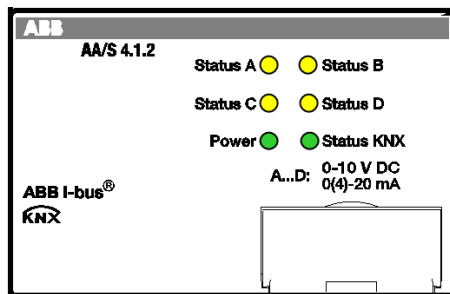 ABB
AA/S 4.1.2
Status A Status B
Status C Status D
Power Status KNX
A...D: 0-10 V DC
0(4)-20 mA
ABB i-bus®
KNX